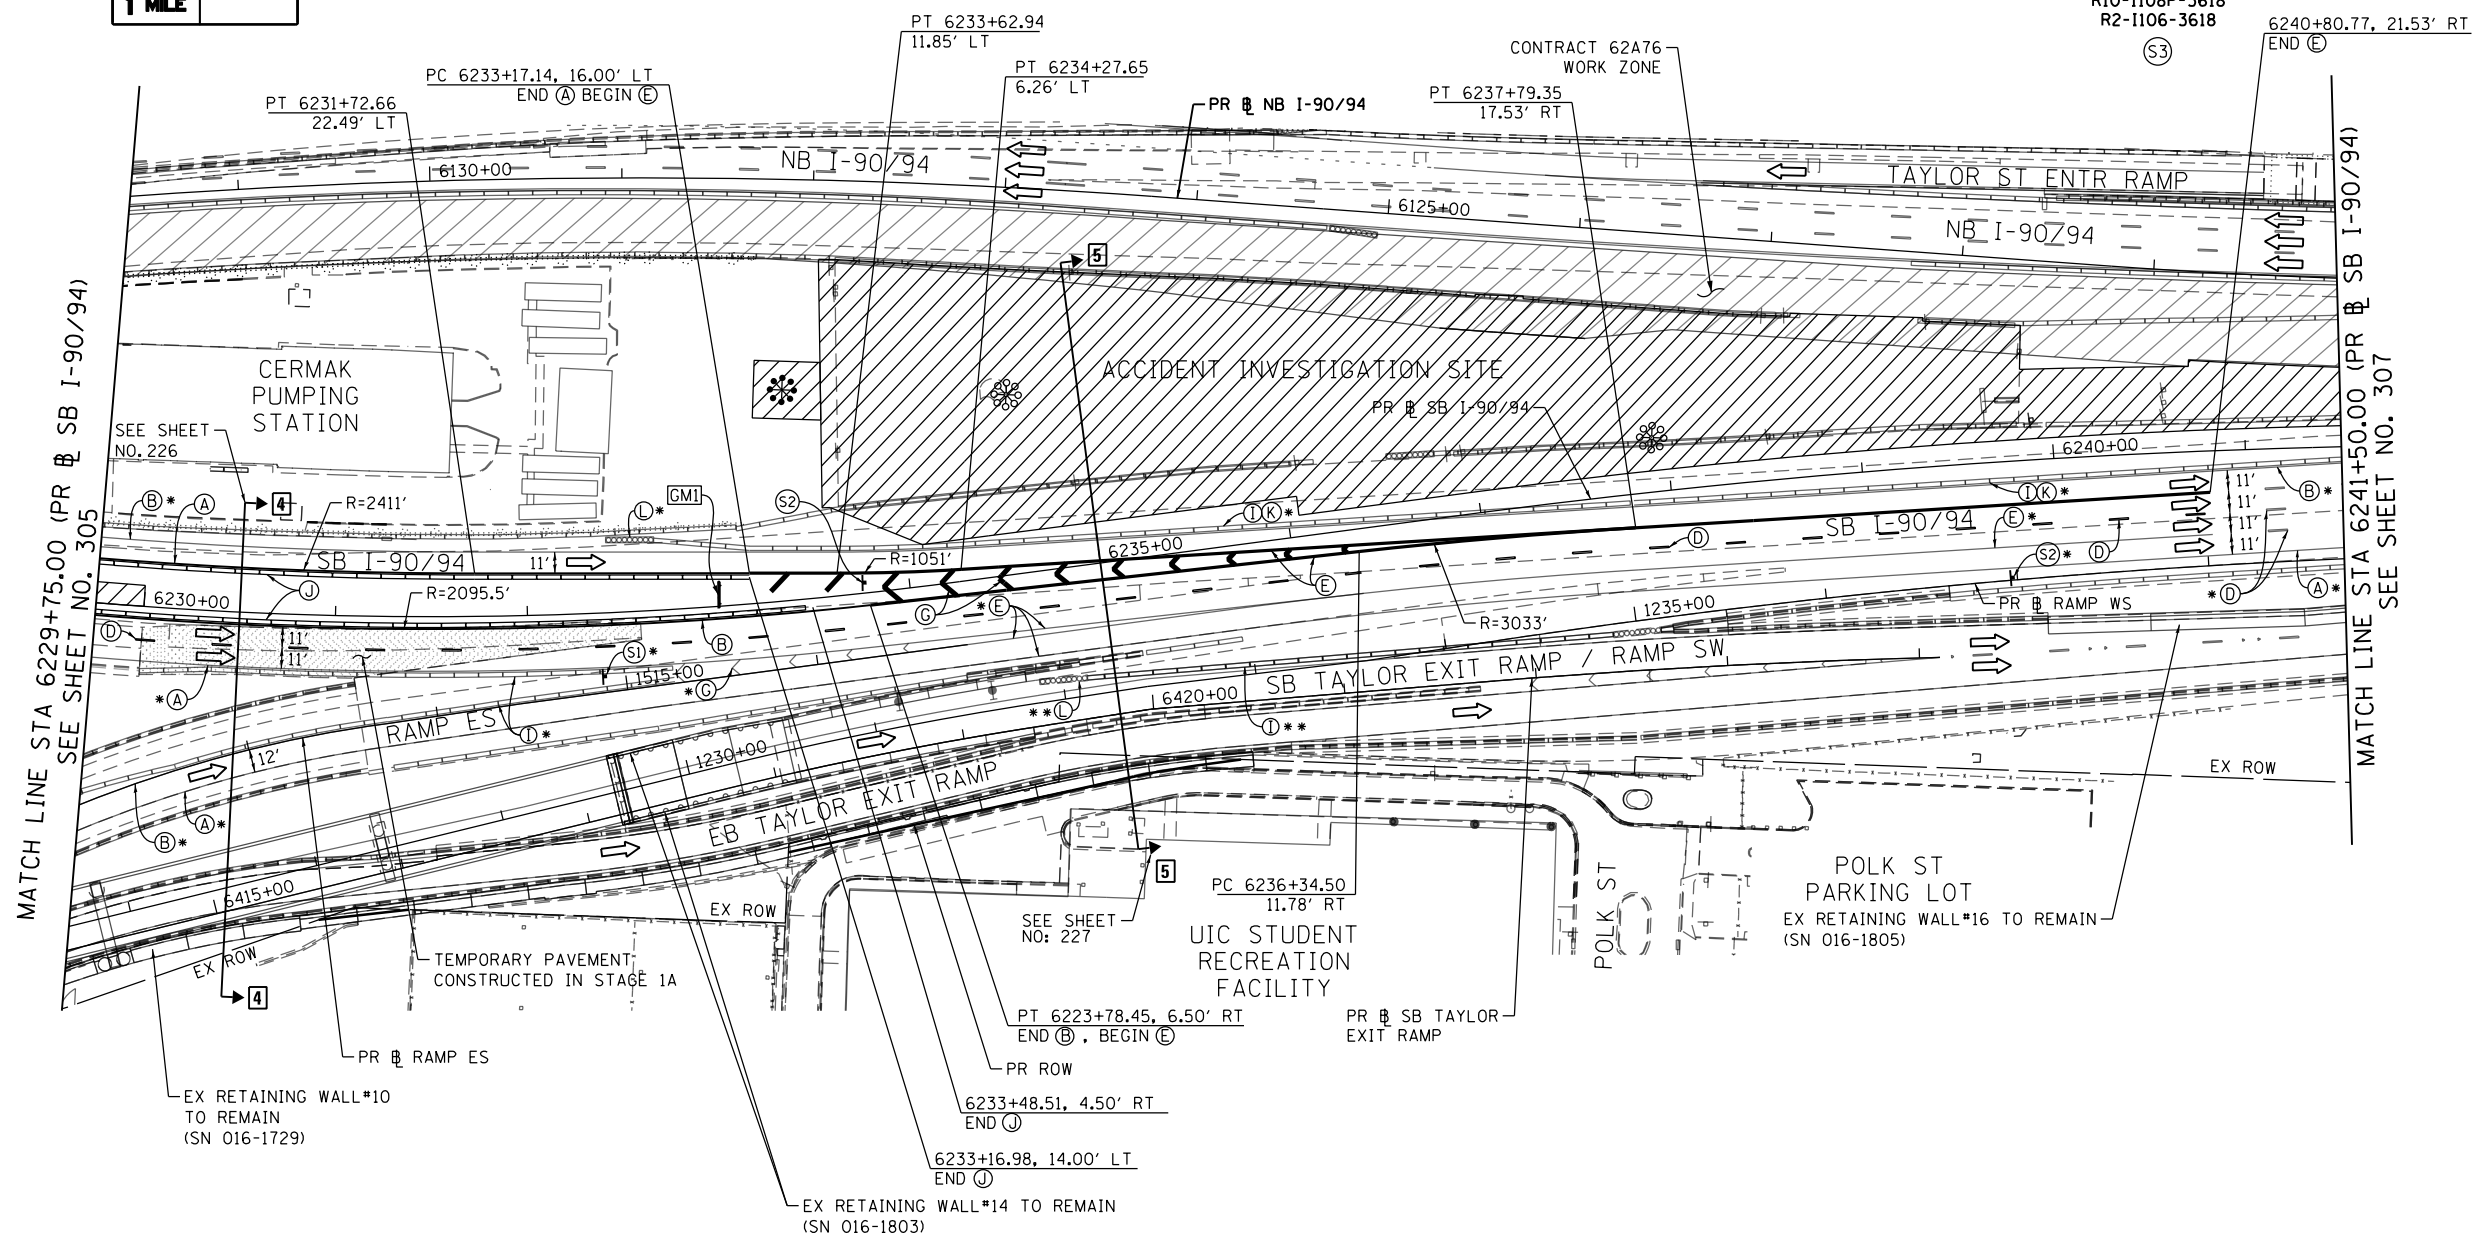 1 MILE
R10-I108P-3618
R2-I106-3618
S3
6240+80.77, 21.53' RT
END E
PT 6233+62.94
11.85' LT
PC 6233+17.14, 16.00' LT
END A BEGIN E
PT 6231+72.66
22.49' LT
PT 6234+27.65
6.26' LT
CONTRACT 62A76
WORK ZONE
PT 6237+79.35
17.53' RT
PR ℄ NB I-90/94
6130+00
NB I-90/94
6125+00
TAYLOR ST ENTR RAMP
NB I-90/94
5
CERMAK
PUMPING
STATION
ACCIDENT INVESTIGATION SITE
PR ℄ SB I-90/94
SEE SHEET
NO. 226
6240+00
B*
A
4
R=2411'
L*
GM1
S2
IK*
IK*
B*
11'
11'
11'
11'
SB I-90/94
11'
R=1051'
6235+00
D
SB I-90/94
E*
S2*
D
*D
A*
6230+00
J
R=2095.5'
G
*E
E
R=3033'
1235+00
PR ℄ RAMP WS
D
11'
11'
B
S1*
1515+00
*G
*A
RAMP ES
I*
12'
**L
6420+00
SB TAYLOR EXIT RAMP / RAMP SW
I**
1230+00
EB TAYLOR EXIT RAMP
B*
A*
EX ROW
6415+00
EX ROW
EX ROW
5
PC 6236+34.50
11.78' RT
SEE SHEET
NO: 227
UIC STUDENT
RECREATION
FACILITY
POLK ST
POLK ST
PARKING LOT
EX RETAINING WALL#16 TO REMAIN
(SN 016-1805)
TEMPORARY PAVEMENT
CONSTRUCTED IN STAGE 1A
4
PT 6223+78.45, 6.50' RT
END B, BEGIN E
PR ℄ SB TAYLOR
EXIT RAMP
PR ℄ RAMP ES
PR ROW
EX RETAINING WALL#10
TO REMAIN
(SN 016-1729)
6233+48.51, 4.50' RT
END J
6233+16.98, 14.00' LT
END J
EX RETAINING WALL#14 TO REMAIN
(SN 016-1803)
MATCH LINE STA 6229+75.00 (PR ℄ SB I-90/94)
SEE SHEET NO. 305
MATCH LINE STA 6241+50.00 (PR ℄ SB I-90/94)
SEE SHEET NO. 307